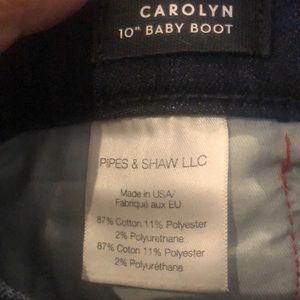 CAROLYN
10" BABY BOOT
PIPES & SHAW LLC
Made in USA/
Fabriqué aux EU
87% Cotton 11% Polyester
2% Polyurethane
87% Coton 11% Polyester
2% Polyuréthane